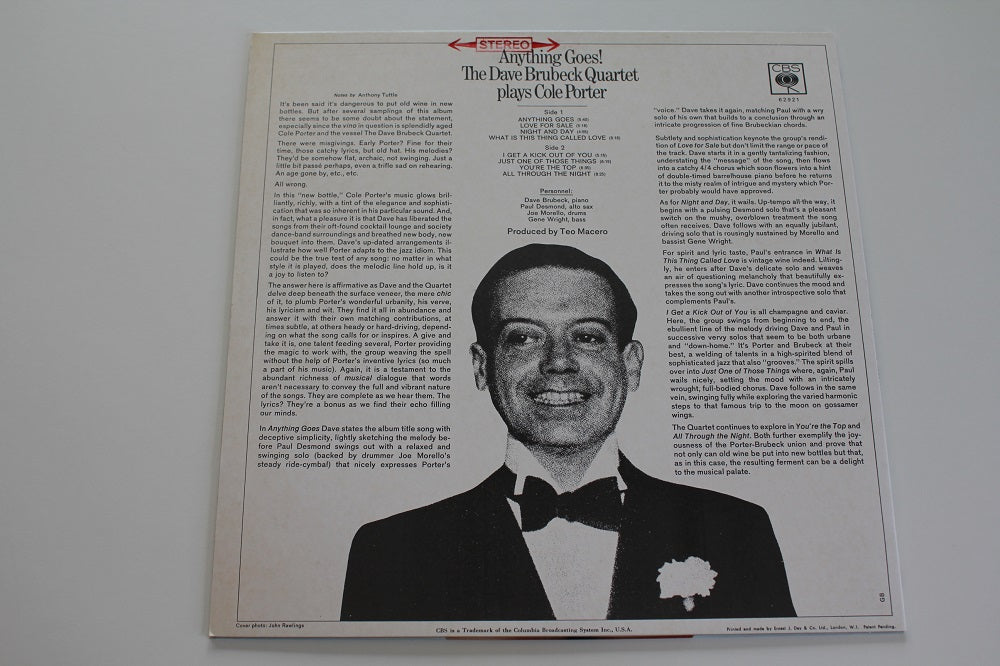 STEREO
Anything Goes!
The Dave Brubeck Quartet
plays Cole Porter
CBS
62921
Side 1
ANYTHING GOES (5:40)
LOVE FOR SALE
NIGHT AND DAY
WHAT IS THIS THING CALLED LOVE
Side 2
I GET A KICK OUT OF YOU
JUST ONE OF THOSE THINGS
YOU'RE THE TOP
ALL THROUGH THE NIGHT
Personnel:
Dave Brubeck, piano
Paul Desmond, alto sax
Joe Morello, drums
Gene Wright, bass
Produced by Teo Macero
Notes by Anthony Tuttle
It's been said it's dangerous to put old wine in new
bottles. But after several samplings of this album
there seems to be some doubt about the statement,
especially since the vino in question is splendidly aged
Cole Porter and the vessel The Dave Brubeck Quartet.
There were misgivings. Early Porter? Fine for their
time, those catchy lyrics, but old hat. His melodies?
They'd be somehow flat, archaic, not swinging. Just a
little bit passé perhaps, even a trifle sad on rehearing.
An age gone by, etc., etc.
All wrong.
In this "new bottle," Cole Porter's music glows bril-
liantly, richly, with a tint of the elegance and sophisti-
cation that was so inherent in his particular sound. And,
in fact, what a pleasure it is that Dave has liberated the
songs from their oft-found cocktail lounge and society
dance-band surroundings and breathed new body, new
bouquet into them. Dave's up-dated arrangements il-
lustrate how well Porter adapts to the jazz idiom. This
could be the true test of any song: no matter in what
style it is played, does the melodic line hold up, is it
a joy to listen to?
The answer here is affirmative as Dave and the Quartet
delve deep beneath the surface veneer, the mere chic
of it, to plumb Porter's wonderful urbanity, his verve,
his lyricism and wit. They find it all in abundance and
answer it with their own matching contributions, at
times subtle, at others heady or hard-driving, depend-
ing on what the song calls for or inspires. A give and
take it is, one talent feeding several, Porter providing
the magic to work with, the group weaving the spell
without the help of Porter's inventive lyrics (so much
a part of his music). Again, it is a testament to the
abundant richness of musical dialogue that words
aren't necessary to convey the full and vibrant nature
of the songs. They are complete as we hear them. The
lyrics? They're a bonus as we find their echo filling
our minds.
In Anything Goes Dave states the album title song with
deceptive simplicity, lightly sketching the melody be-
fore Paul Desmond swings out with a relaxed and
swinging solo (backed by drummer Joe Morello's
steady ride-cymbal) that nicely expresses Porter's
"voice." Dave takes it again, matching Paul with a wry
solo of his own that builds to a conclusion through an
intricate progression of fine Brubeckian chords.
Subtlety and sophistication keynote the group's rendi-
tion of Love for Sale but don't limit the range or pace of
the track. Dave starts it in a gently tantalizing fashion,
understating the "message" of the song, then flows
into a catchy 4/4 chorus which soon flowers into a hint
of double-timed barrelhouse piano before he returns
it to the misty realm of intrigue and mystery which Por-
ter probably would have approved.
As for Night and Day, it wails. Up-tempo all-the way, it
begins with a pulsing Desmond solo that's a pleasant
switch on the mushy, overblown treatment the song
often receives. Dave follows with an equally jubilant,
driving solo that is rousingly sustained by Morello and
bassist Gene Wright.
For spirit and lyric taste, Paul's entrance in What Is
This Thing Called Love is vintage wine indeed. Lilting-
ly, he enters after Dave's delicate solo and weaves
an air of questioning melancholy that beautifully ex-
presses the song's lyric. Dave continues the mood and
takes the song out with another introspective solo that
complements Paul's.
I Get a Kick Out of You is all champagne and caviar.
Here, the group swings from beginning to end, the
ebullient line of the melody driving Dave and Paul in
successive vervy solos that seem to be both urbane
and "down-home." It's Porter and Brubeck at their
best, a welding of talents in a high-spirited blend of
sophisticated jazz that also "grooves." The spirit spills
over into Just One of Those Things where, again, Paul
wails nicely, setting the mood with an intricately
wrought, full-bodied chorus. Dave follows in the same
vein, swinging fully while exploring the varied harmonic
steps to that famous trip to the moon on gossamer
wings.
The Quartet continues to explore in You're the Top and
All Through the Night. Both further exemplify the joy-
ousness of the Porter-Brubeck union and prove that
not only can old wine be put into new bottles but that,
as in this case, the resulting ferment can be a delight
to the musical palate.
GB
Cover photo: John Rawlings
CBS is a Trademark of the Columbia Broadcasting System Inc., U.S.A.
Printed and made by Ernest J. Day & Co. Ltd., London, W.1. Patent Pending.